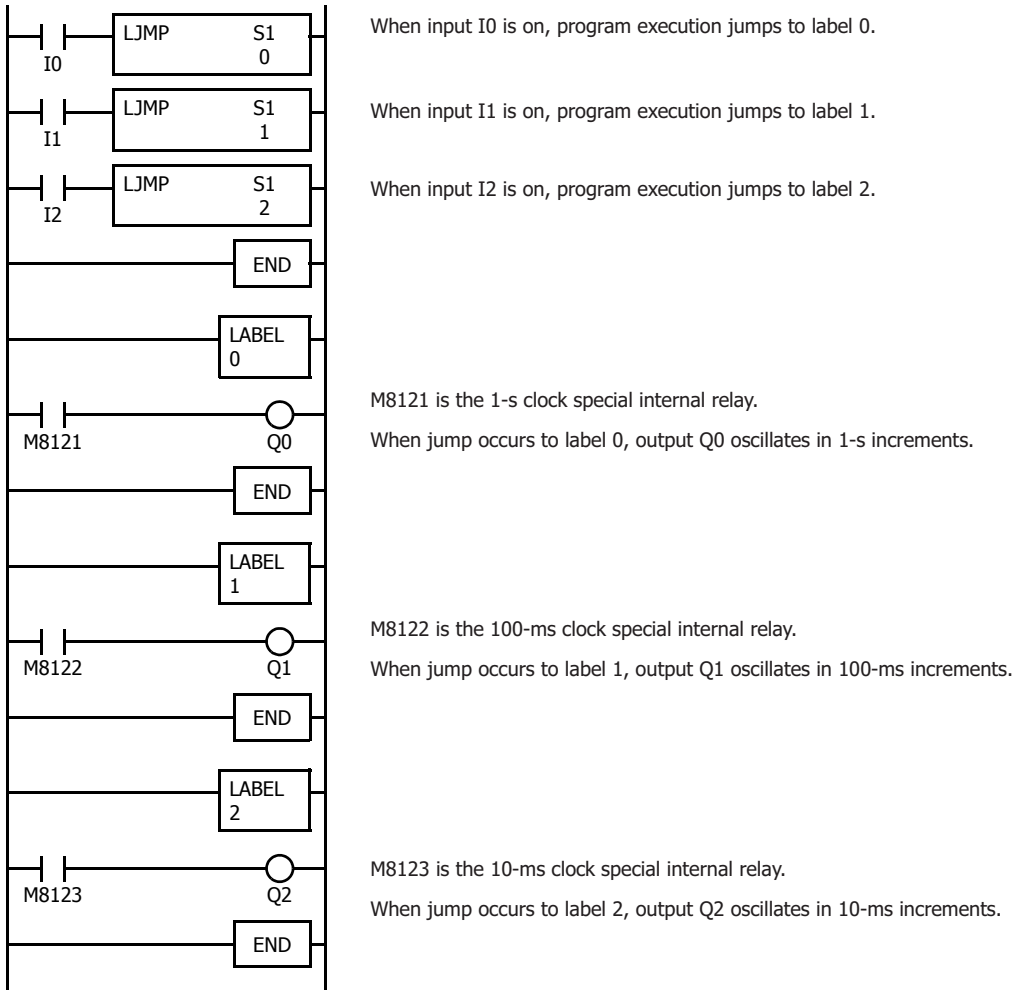 LJMP S1 When input I0 is on, program execution jumps to label 0.
0
I0
LJMP S1 When input I1 is on, program execution jumps to label 1.
1
I1
LJMP S1 When input I2 is on, program execution jumps to label 2.
2
I2
END
LABEL
0
M8121 is the 1-s clock special internal relay.
M8121 Q0 When jump occurs to label 0, output Q0 oscillates in 1-s increments.
END
LABEL
1
M8122 is the 100-ms clock special internal relay.
M8122 Q1 When jump occurs to label 1, output Q1 oscillates in 100-ms increments.
END
LABEL
2
M8123 is the 10-ms clock special internal relay.
M8123 Q2 When jump occurs to label 2, output Q2 oscillates in 10-ms increments.
END